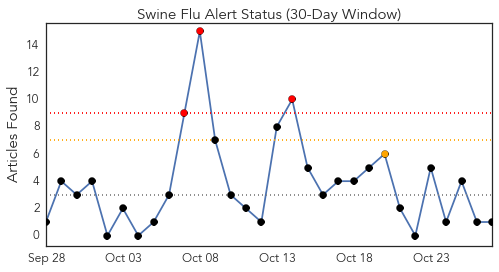 Swine Flu Alert Status (30-Day Window)
Articles Found
14
12
10
8
6
4
2
0
Sep 28 Oct 03 Oct 08 Oct 13 Oct 18 Oct 23